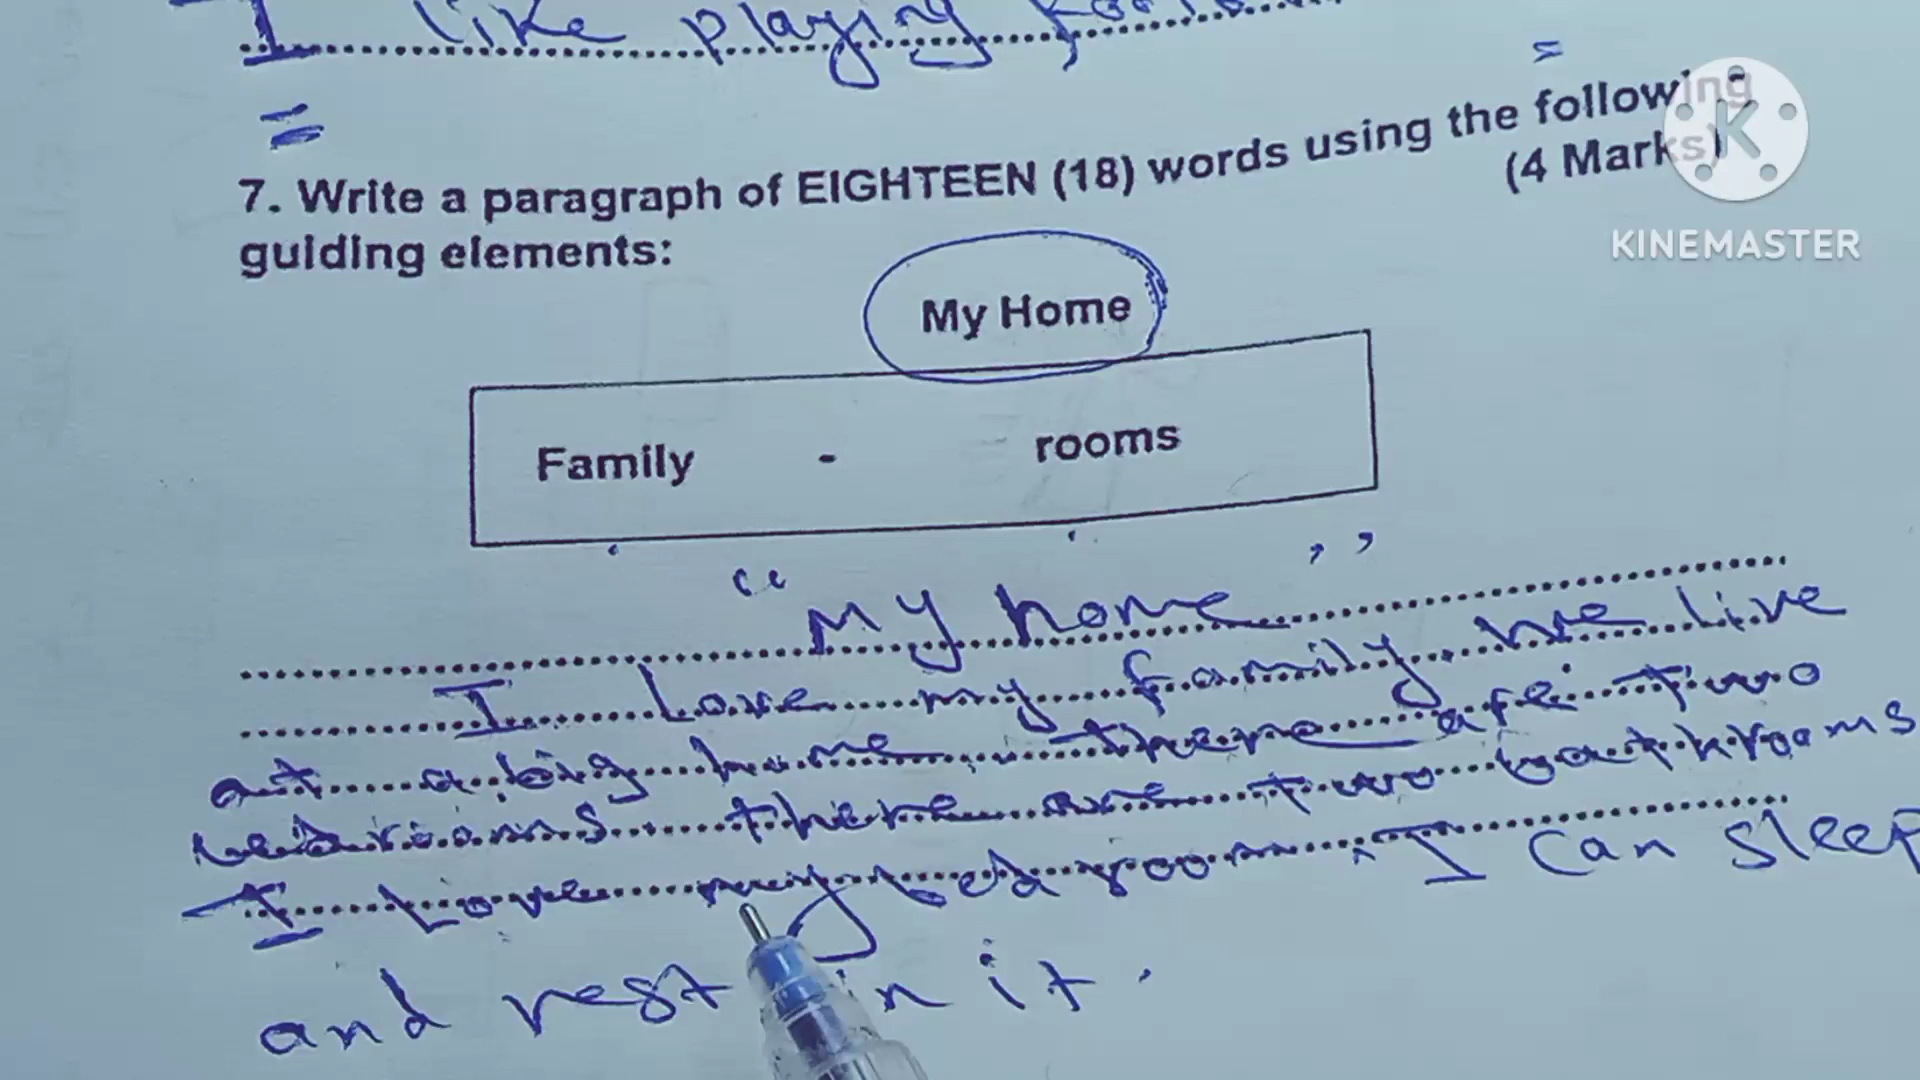 I like playing
=
=
7. Write a paragraph of EIGHTEEN (18) words using the following
guiding elements:
(4 Marks)
K
KINEMASTER
My Home
Family - rooms
"My home"
I Love my family. we live
at a big home. there are two
bedrooms there are two bathrooms
I Love my bedroom. I can sleep
and rest in it.